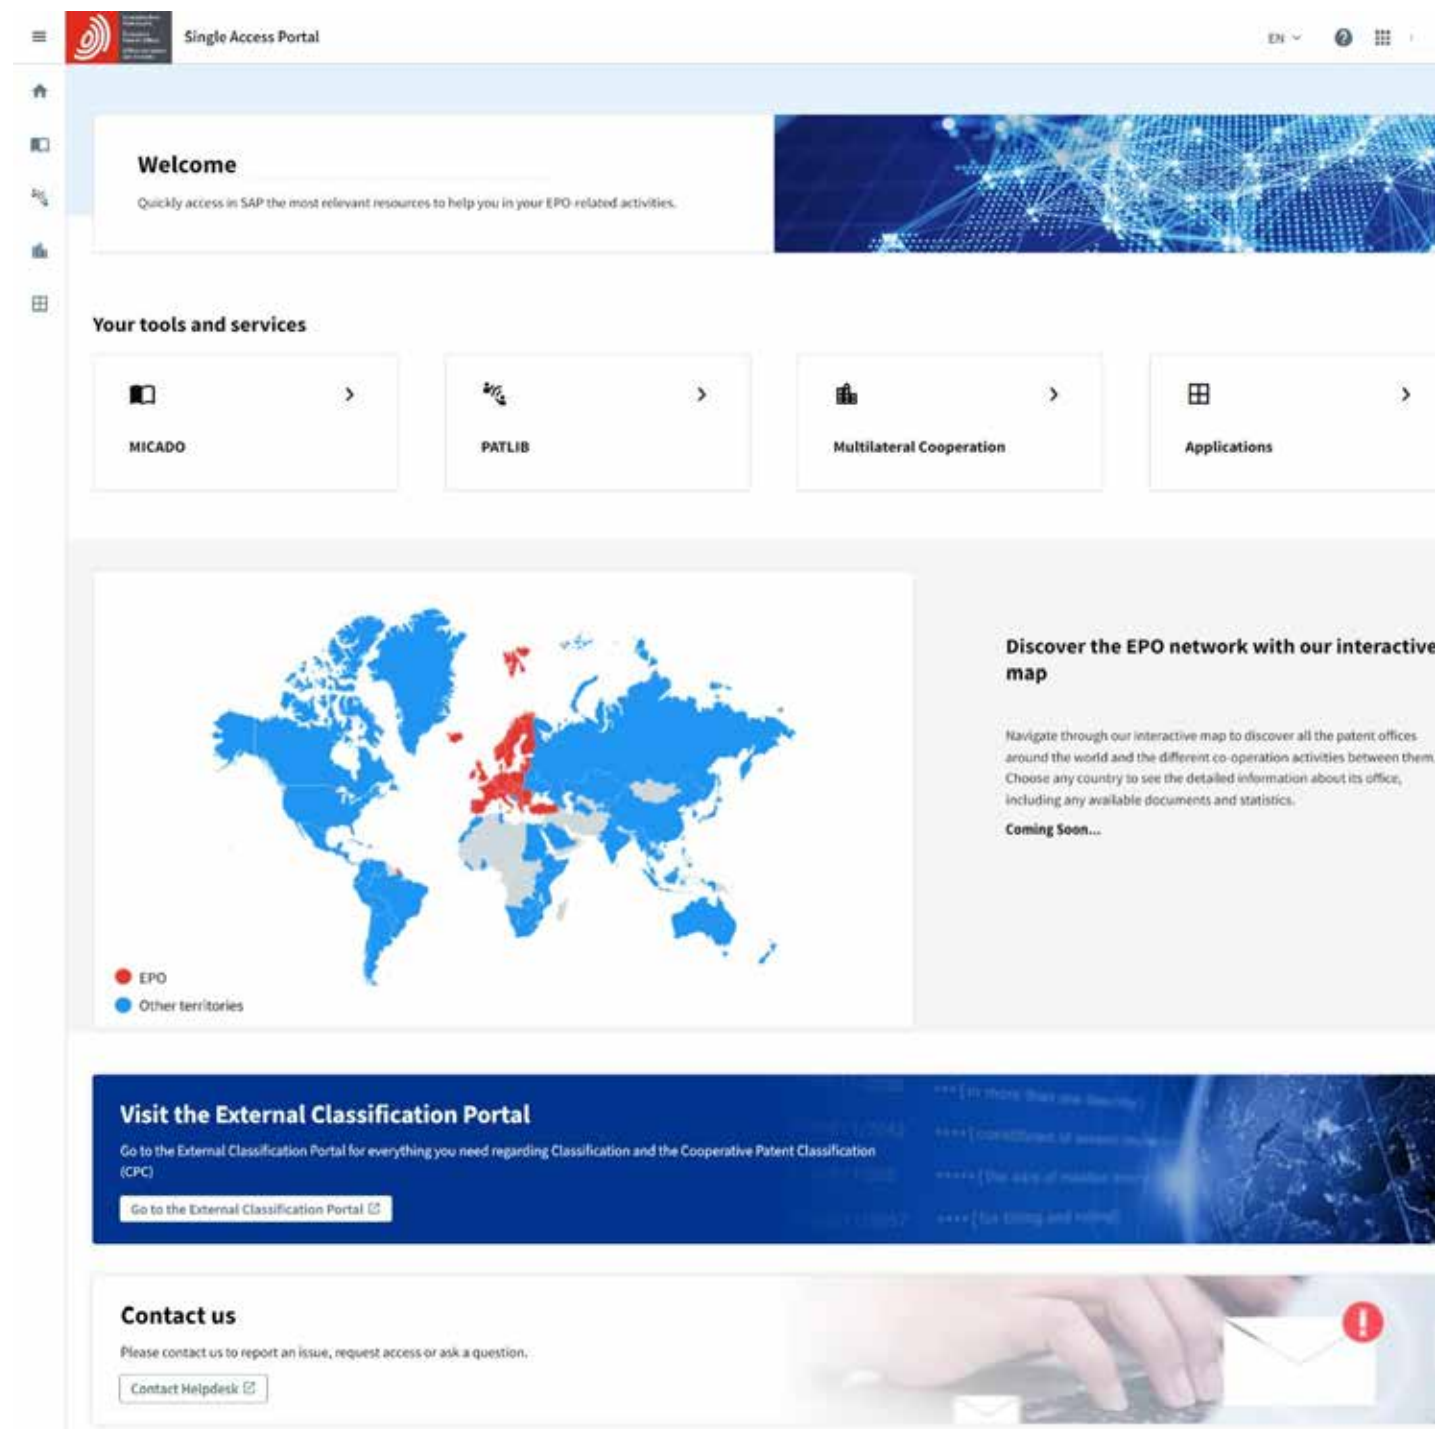 Single Access Portal
EN
Welcome
Quickly access in SAP the most relevant resources to help you in your EPO-related activities.
Your tools and services
MICADO
PATLIB
Multilateral Cooperation
Applications
Discover the EPO network with our interactive
map
Navigate through our interactive map to discover all the patent offices
around the world and the different co-operation activities between them.
Choose any country to see the detailed information about its office,
including any available documents and statistics.
Coming Soon...
EPO
Other territories
Visit the External Classification Portal
Go to the External Classification Portal for everything you need regarding Classification and the Cooperative Patent Classification
(CPC)
Go to the External Classification Portal
Contact us
Please contact us to report an issue, request access or ask a question.
Contact Helpdesk